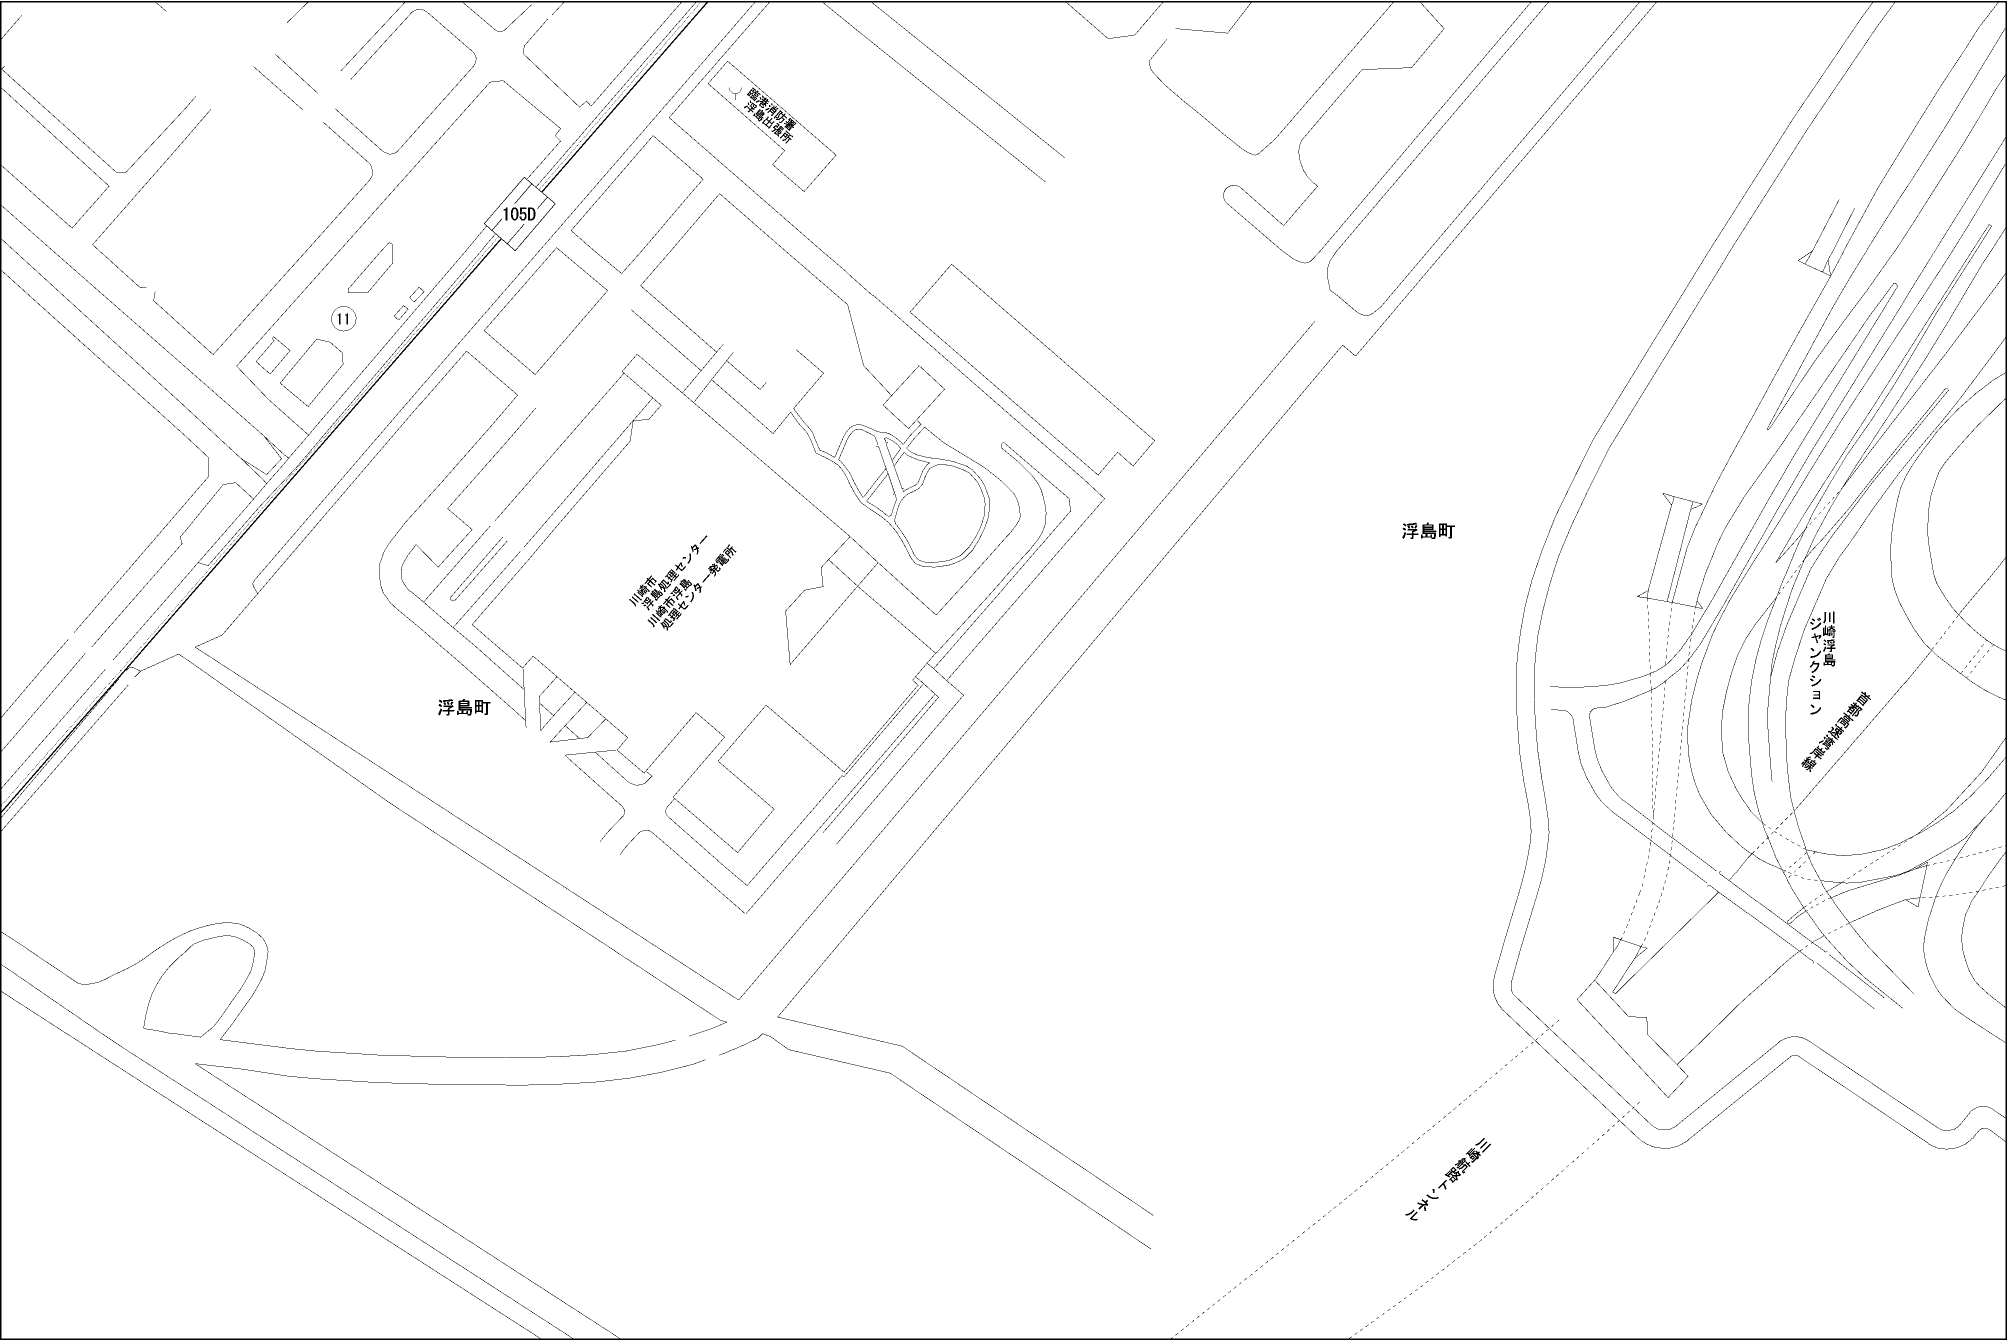 臨港消防署
浮島出張所
105D
11
浮島町
川崎市
浮島処理センター
川崎市浮島
処理センター発電所
川崎浮島
ジャンクション
浮島町
首都高速湾岸線
川崎航路トンネル